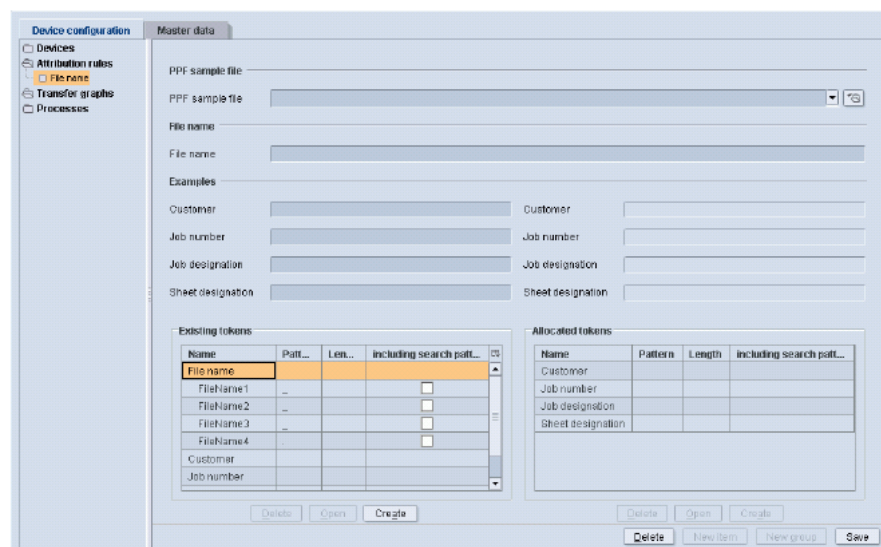 Device configuration Master data
Devices
Attribution rules
File name
Transfer graphs
Processes
PPF sample file
PPF sample file
File name
File name
Examples
Customer Customer
Job number Job number
Job designation Job designation
Sheet designation Sheet designation
Existing tokens Allocated tokens
Name Patt... Len... including search patt... Name Pattern Length including search patt...
File name Customer
FileName1 _ Job number
FileName2 _ Job designation
FileName3 _ Sheet designation
FileName4 .
Customer
Job number
Delete Open Create Delete Open Create
Delete New item New group Save